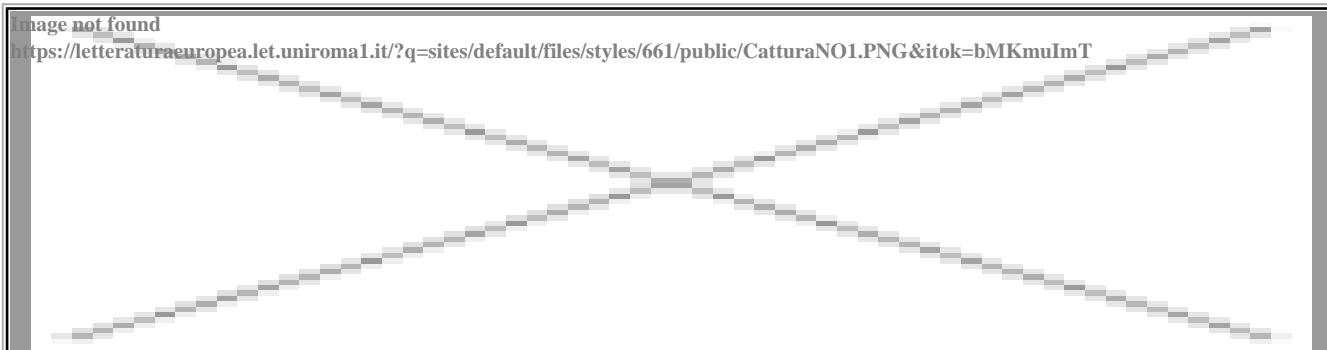 Image not found
https://letteraturaeuropea.let.uniroma1.it/?q=sites/default/files/styles/661/public/CatturaNO1.PNG&itok=bMKmuImT